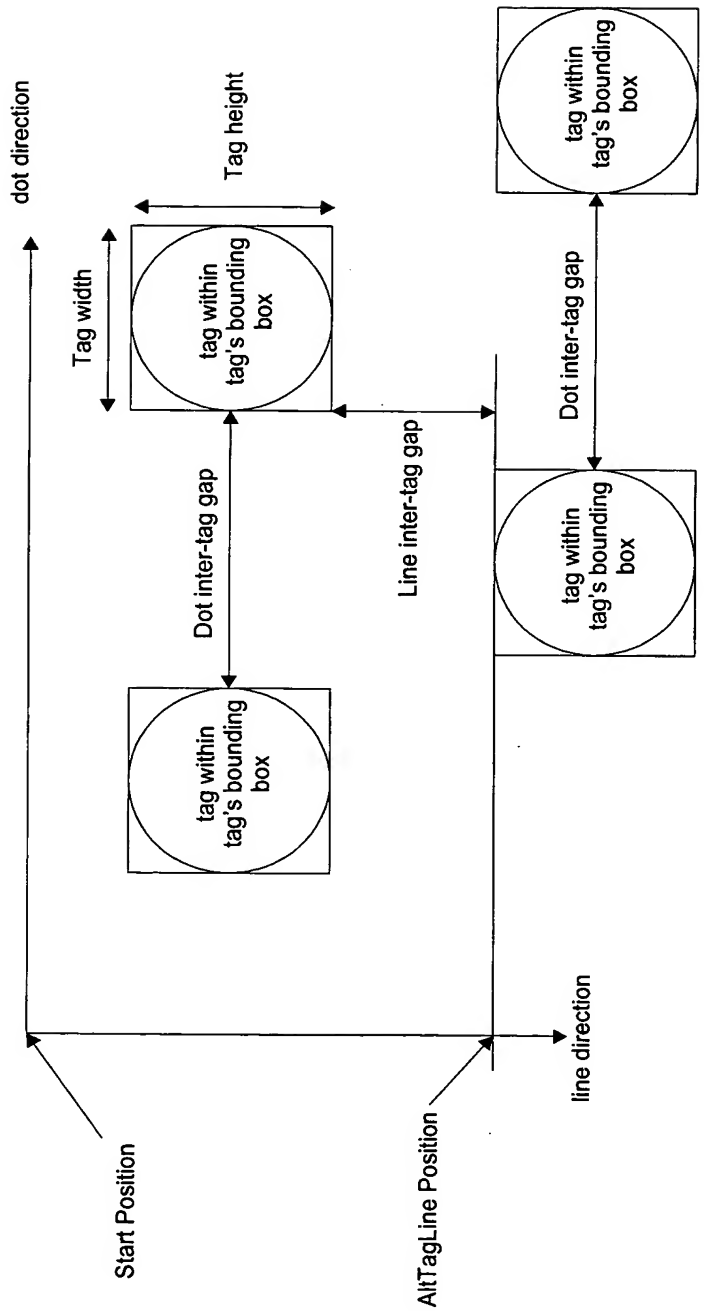 dot direction
Tag width
Tag height
tag within
tag's bounding
box
Dot inter-tag gap
tag within
tag's bounding
box
Line inter-tag gap
Start Position
tag within
tag's bounding
box
Dot inter-tag gap
tag within
tag's bounding
box
AltTagLine Position
line direction